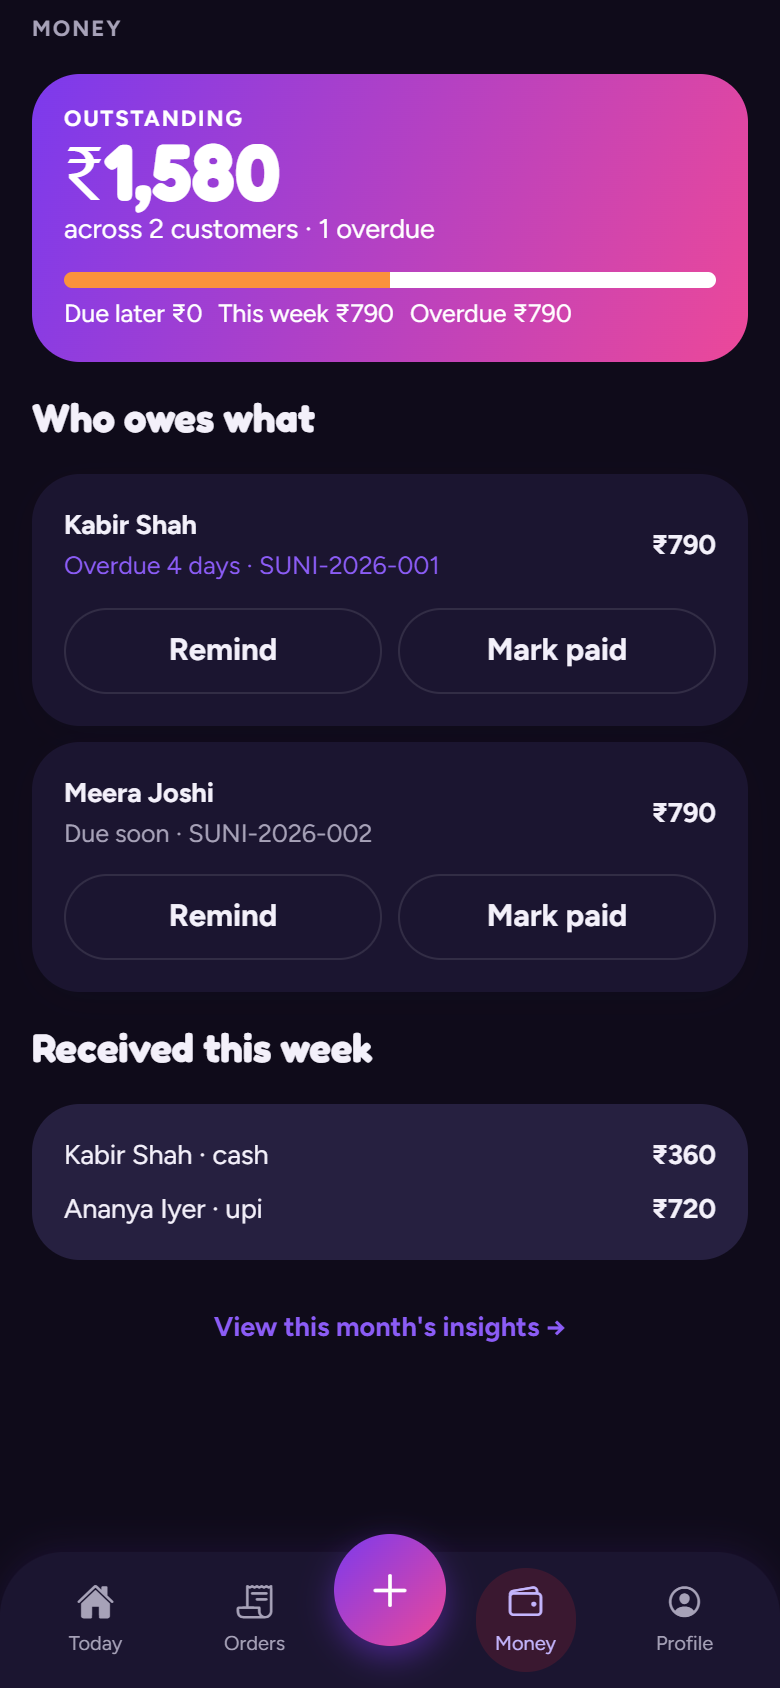 MONEY
OUTSTANDING
₹1,580
across 2 customers · 1 overdue
Due later ₹0 This week ₹790 Overdue ₹790
Who owes what
Kabir Shah
₹790
Overdue 4 days · SUNI-2026-001
Remind Mark paid
Meera Joshi
₹790
Due soon · SUNI-2026-002
Remind Mark paid
Received this week
Kabir Shah · cash ₹360
Ananya Iyer · upi ₹720
View this month's insights →
Today Orders Money Profile